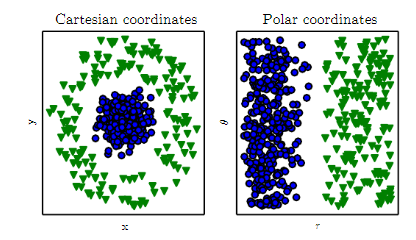 Cartesian coordinates
Polar coordinates
y
x
θ
r